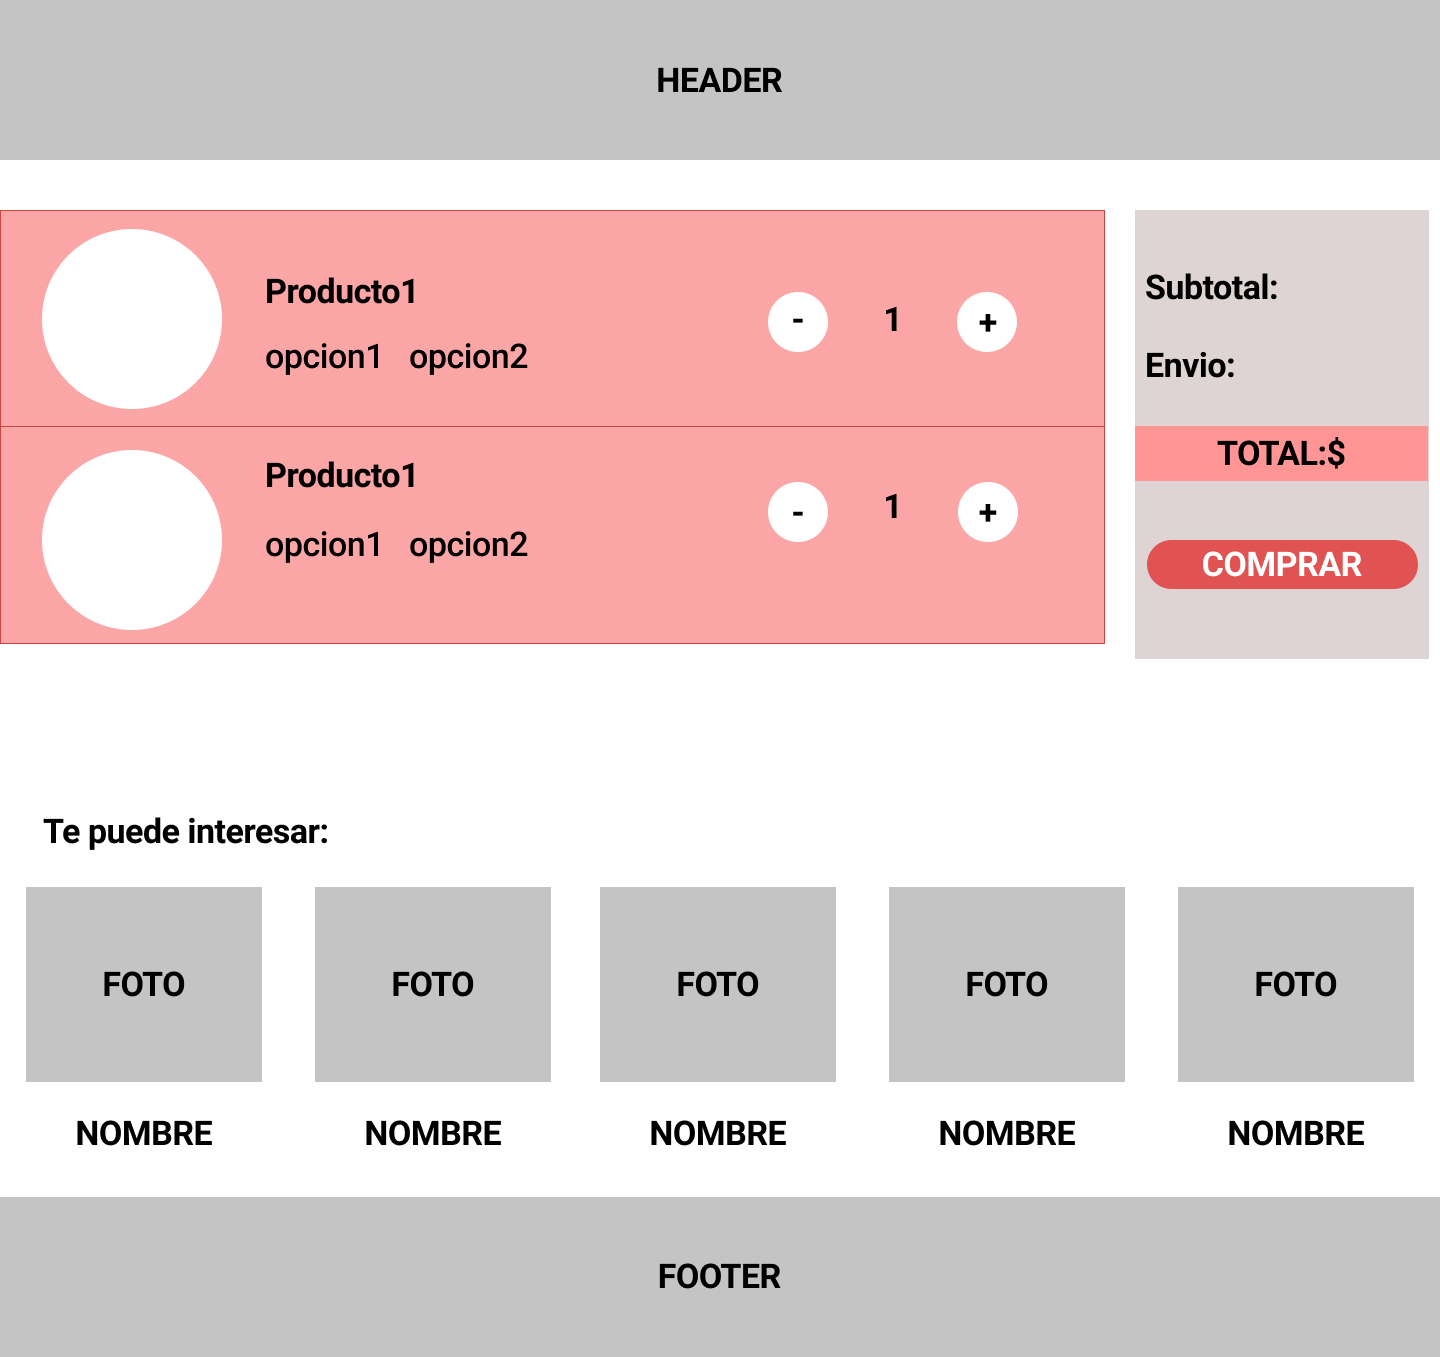 HEADER
Producto1
opcion1 opcion2
- 1 +
Producto1
opcion1 opcion2
- 1 +
Subtotal:
Envio:
TOTAL:$
COMPRAR
Te puede interesar:
FOTO FOTO FOTO FOTO FOTO
NOMBRE NOMBRE NOMBRE NOMBRE NOMBRE
FOOTER